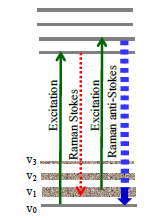 Excitation
Raman Stokes
Excitation
Raman anti-Stokes
v3
v2
v1
v0